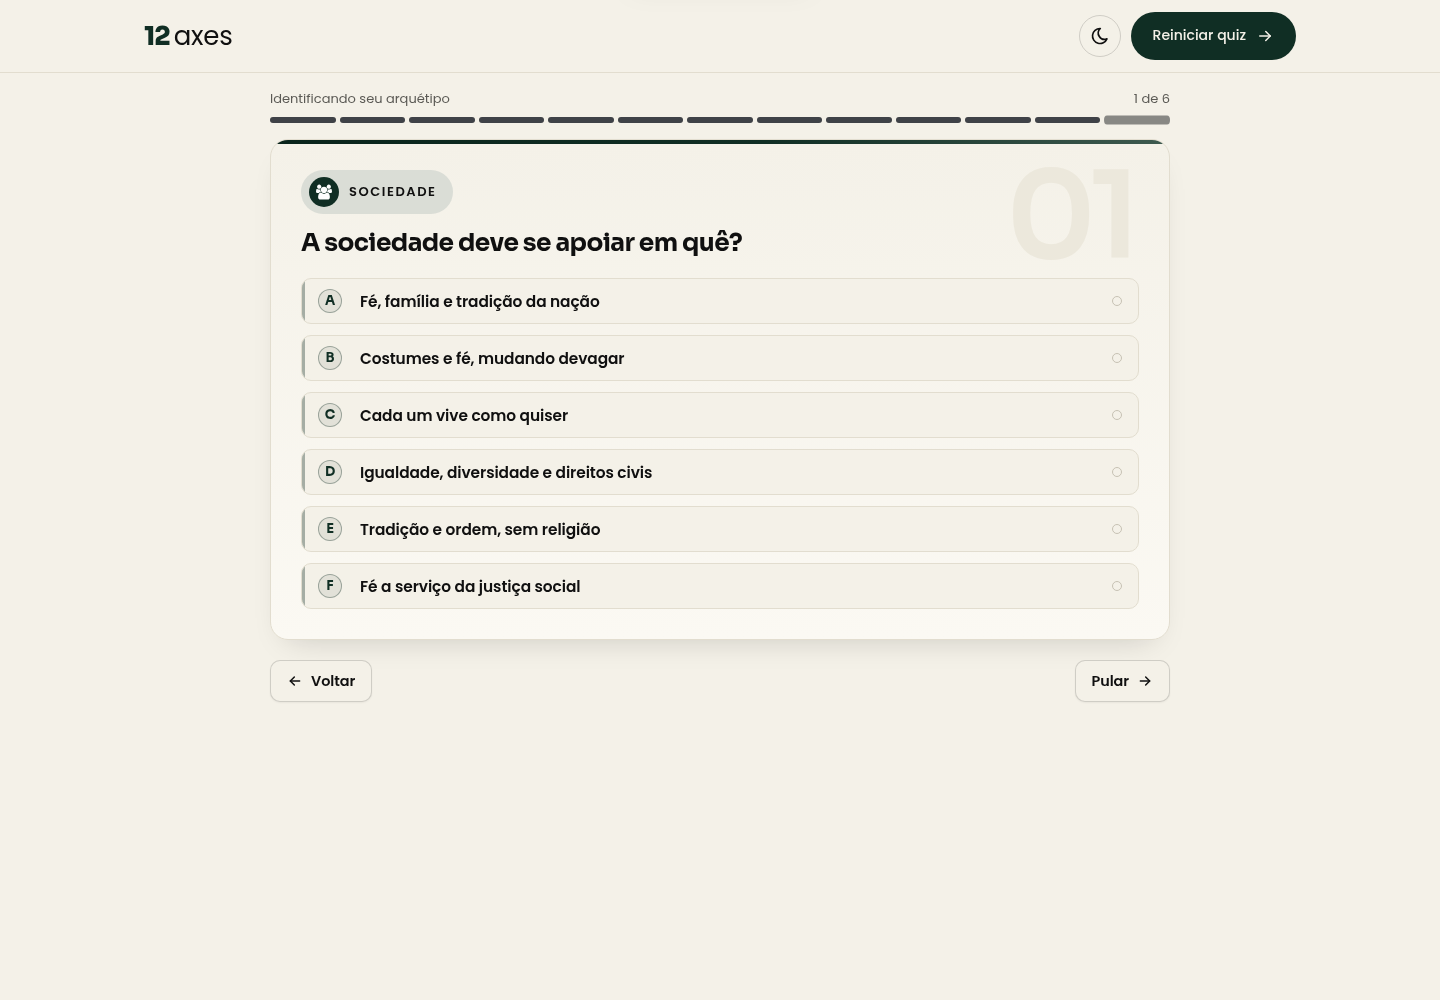 12 axes
Reiniciar quiz
Identificando seu arquétipo
1 de 6
SOCIEDADE
01
A sociedade deve se apoiar em quê?
A Fé, família e tradição da nação
B Costumes e fé, mudando devagar
C Cada um vive como quiser
D Igualdade, diversidade e direitos civis
E Tradição e ordem, sem religião
F Fé a serviço da justiça social
Voltar
Pular